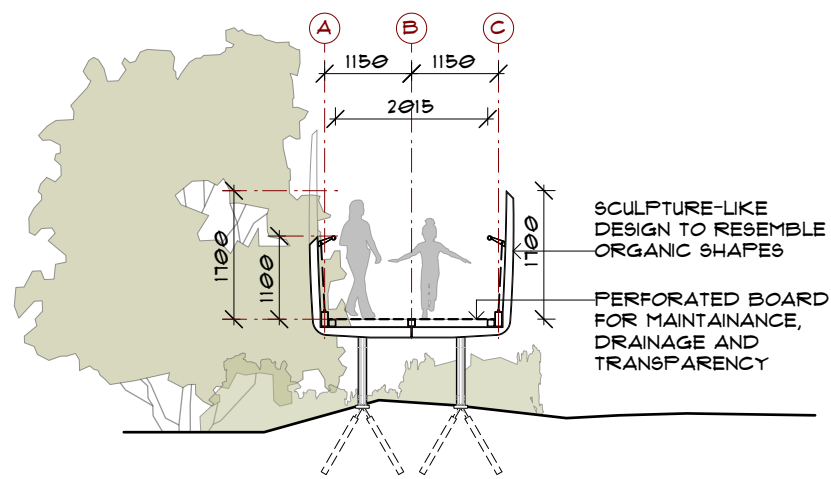 A B C
1150 1150
2015
1700
1100
1700
SCULPTURE-LIKE
DESIGN TO RESEMBLE
ORGANIC SHAPES
PERFORATED BOARD
FOR MAINTAINANCE,
DRAINAGE AND
TRANSPARENCY